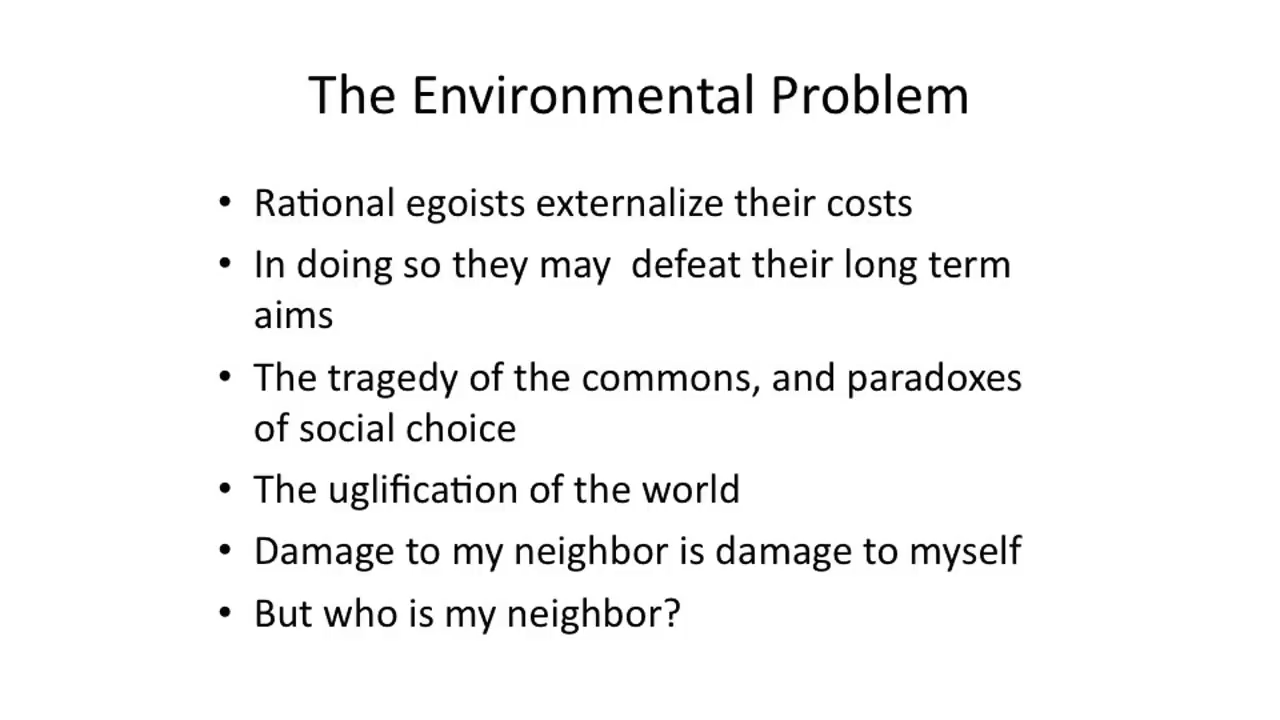 The Environmental Problem
• Rational egoists externalize their costs
• In doing so they may  defeat their long term
aims
• The tragedy of the commons, and paradoxes
of social choice
• The uglification of the world
• Damage to my neighbor is damage to myself
• But who is my neighbor?